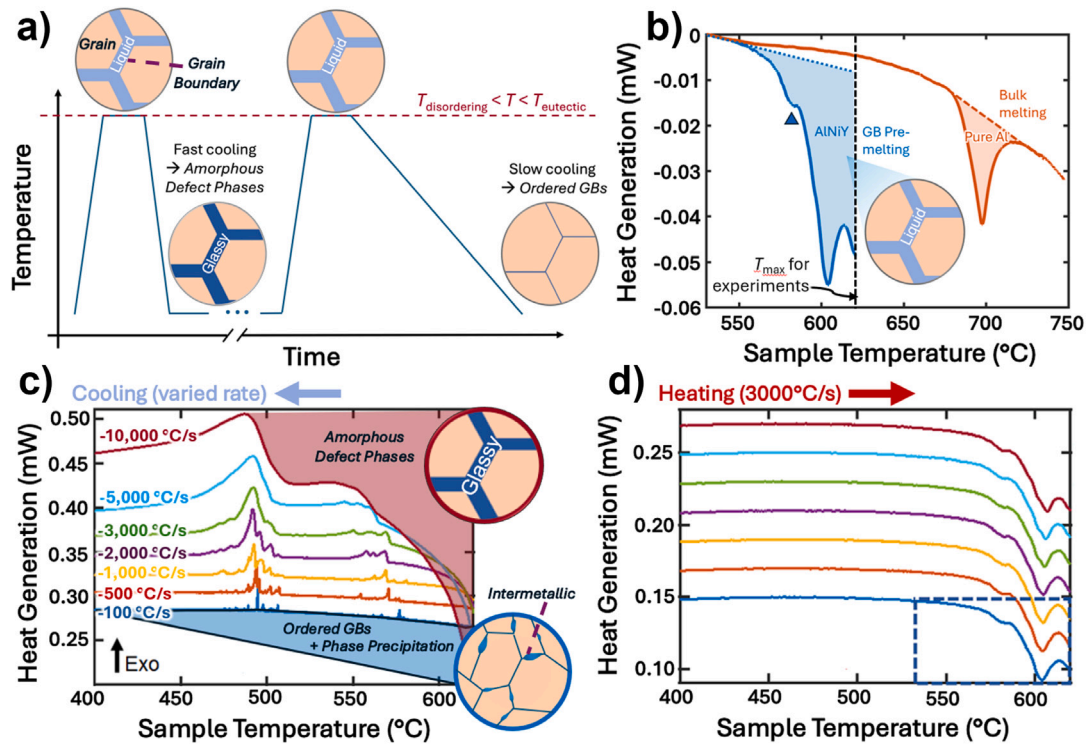 a)
Grain
Liquid
Grain
Boundary
Liquid
T disordering < T < T eutectic
Fast cooling
→ Amorphous
Defect Phases
Glassy
Slow cooling
→ Ordered GBs
Temperature
Time
b)
0
-0.01
-0.02
-0.03
-0.04
-0.05
-0.06
Heat Generation (mW)
AlNiY
GB Pre-
melting
Liquid
Bulk
melting
Pure Al
Tmax for
experiments
550
600
650
700
750
Sample Temperature (°C)
c)
Cooling (varied rate)
0.50
0.45
0.40
0.35
0.30
0.25
Heat Generation (mW)
-10,000 °C/s
-5,000 °C/s
-3,000 °C/s
-2,000 °C/s
-1,000 °C/s
-500 °C/s
-100 °C/s
Amorphous
Defect Phases
Glassy
Intermetallic
Ordered GBs
+ Phase Precipitation
Exo
400
450
500
550
600
Sample Temperature (°C)
d)
Heating (3000°C/s)
0.25
0.20
0.15
0.10
Heat Generation (mW)
400
450
500
550
600
Sample Temperature (°C)